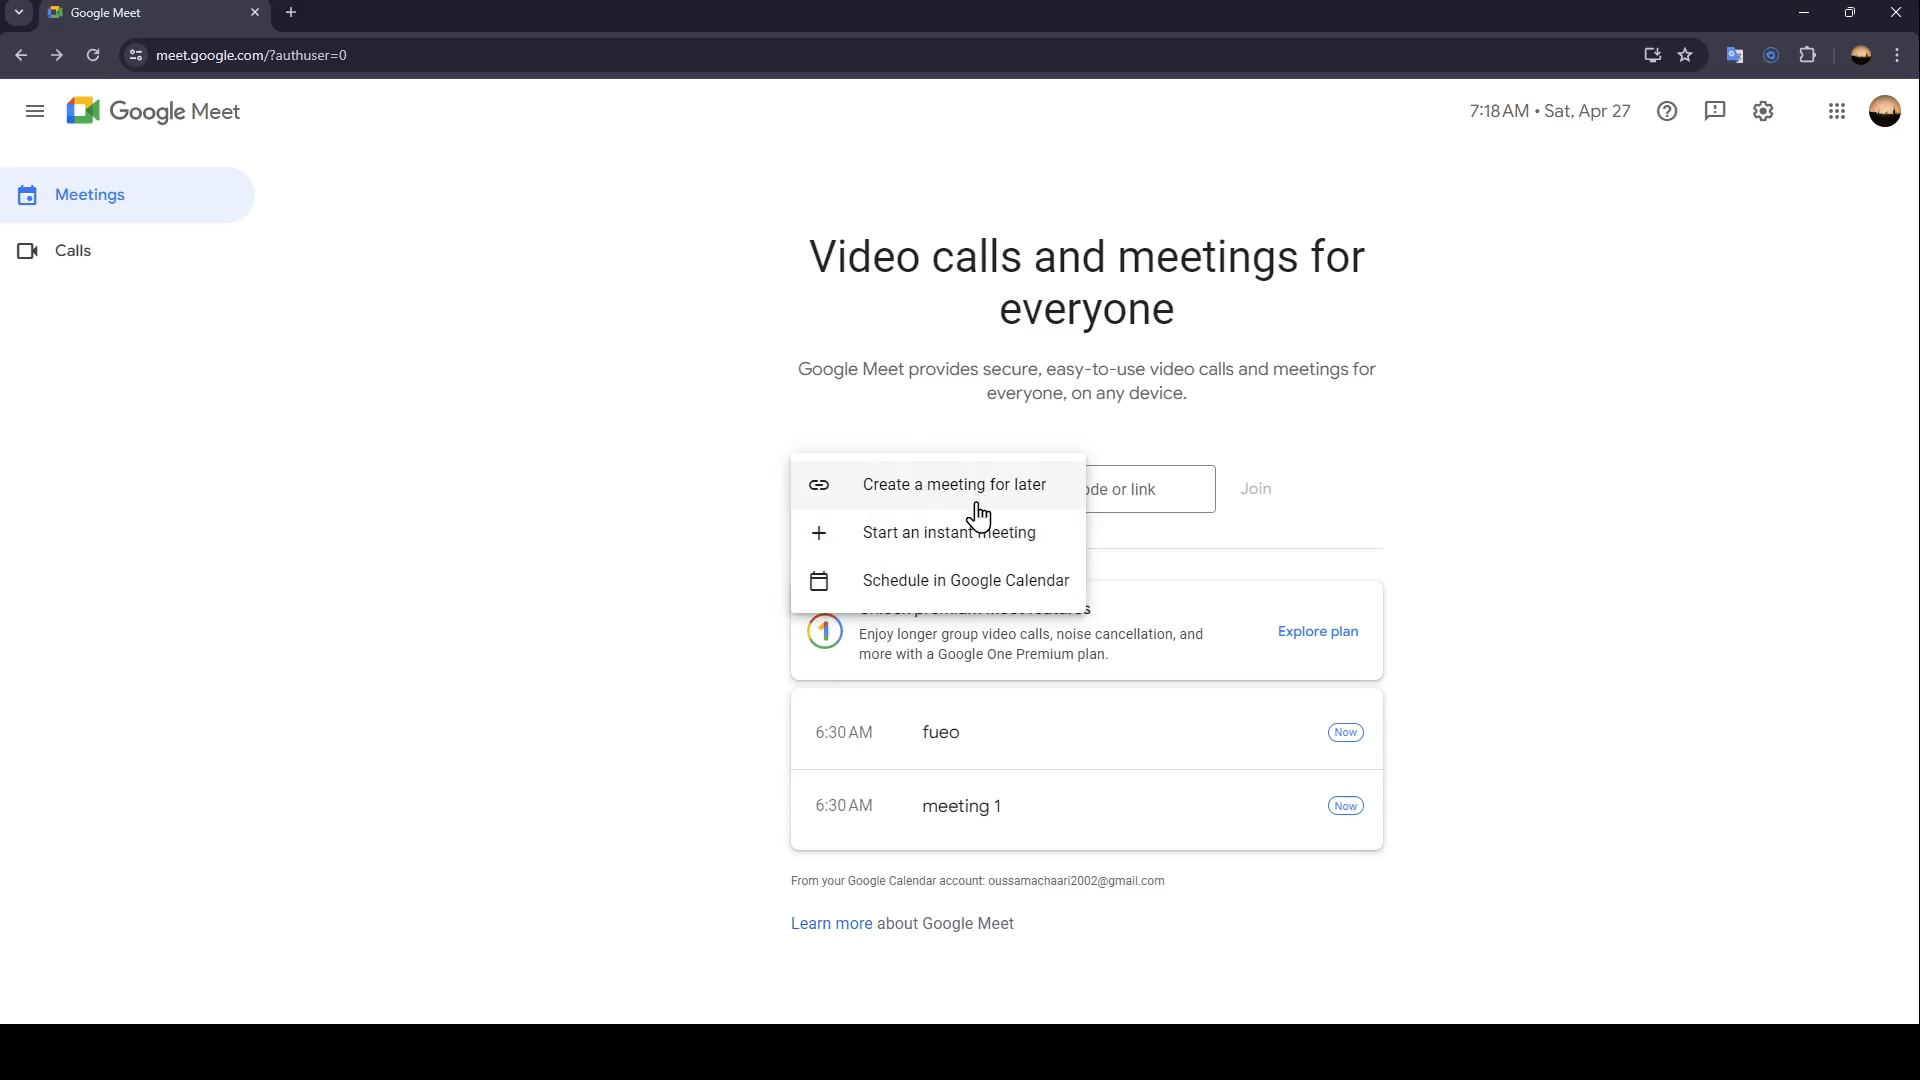 Google Meet
meet.google.com/?authuser=0
Google Meet
7:18 AM • Sat, Apr 27
Meetings
Calls
Video calls and meetings for
everyone
Google Meet provides secure, easy-to-use video calls and meetings for
everyone, on any device.
Create a meeting for later
or link
Join
Start an instant meeting
Schedule in Google Calendar
Enjoy longer group video calls, noise cancellation, and
more with a Google One Premium plan.
Explore plan
6:30 AM fueo Now
6:30 AM meeting 1 Now
From your Google Calendar account: oussamachaari2002@gmail.com
Learn more about Google Meet